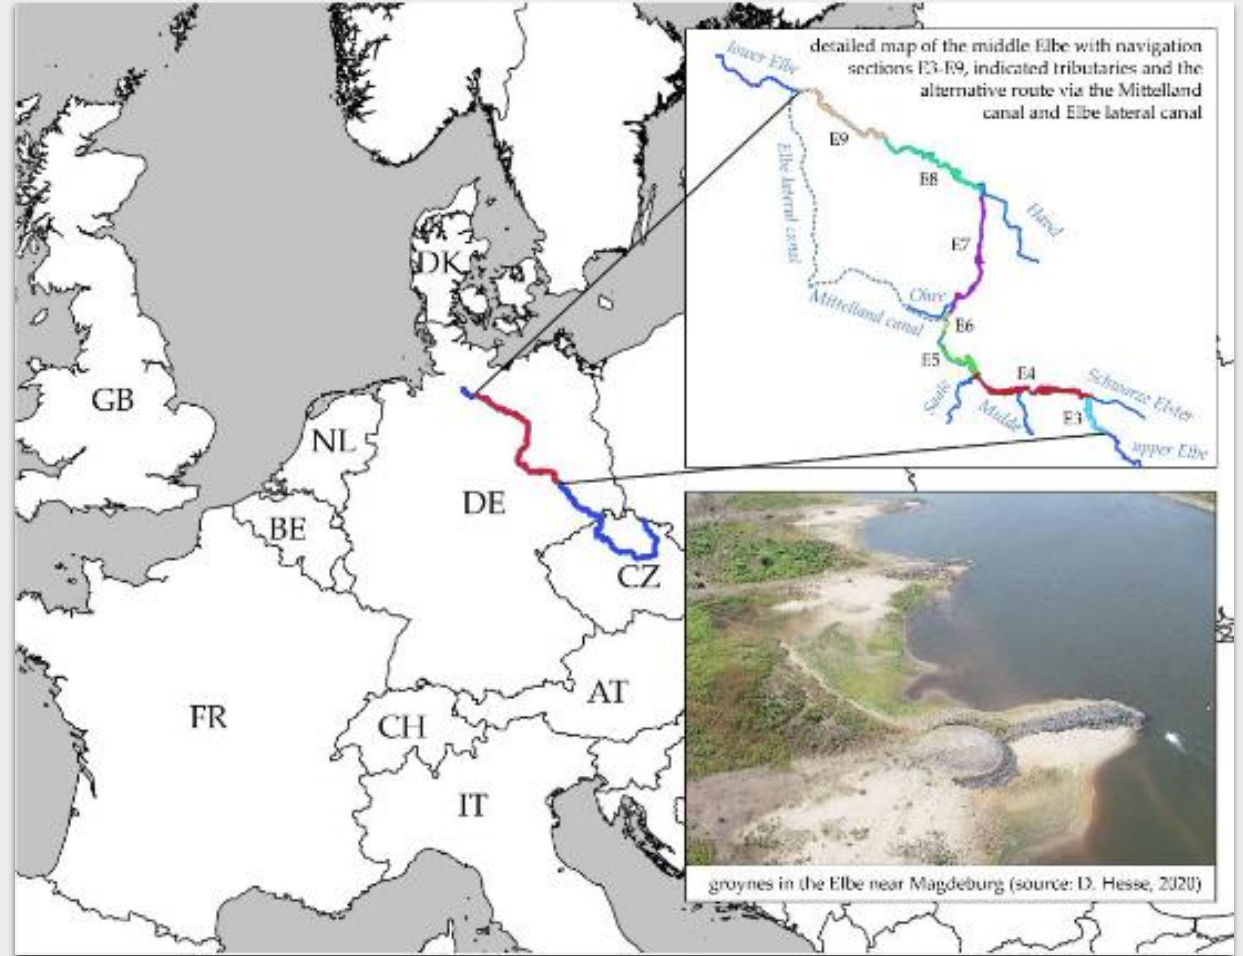 detailed map of the middle Elbe with navigation
sections E3-E9, indicated tributaries and the
alternative route via the Mittelland
canal and Elbe lateral canal
lower Elbe
E9
E8
Elbe lateral canal
Havel
E7
Ohre
Mittelland canal
E6
E5
E4
Saale
Mulde
Schwarze Elster
E3
upper Elbe
DK
GB
NL
DE
BE
CZ
FR
CH
AT
IT
groynes in the Elbe near Magdeburg (source: D. Hesse, 2020)